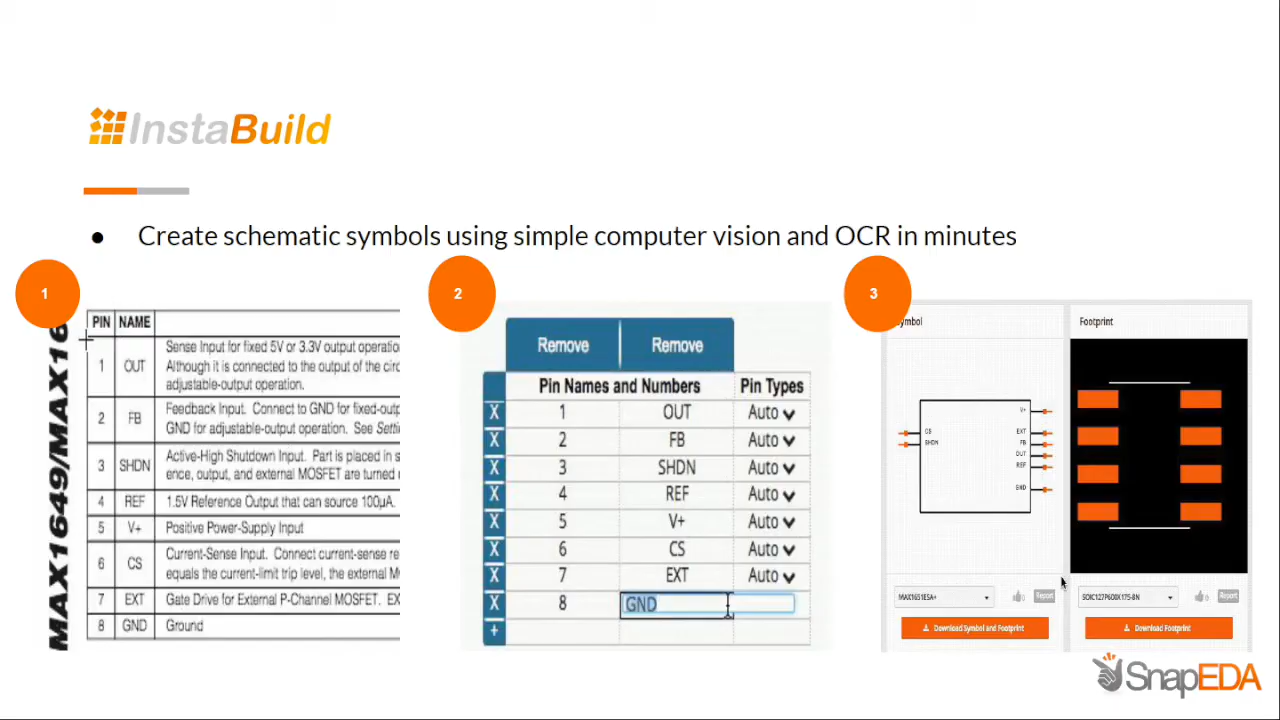 InstaBuild
● Create schematic symbols using simple computer vision and OCR in minutes
1
MAX1649/MAX16
PIN NAME
1 OUT Sense Input for fixed 5V or 3.3V output operatio
Although it is connected to the output of the circ
adjustable-output operation.
2 FB Feedback Input. Connect to GND for fixed-out
GND for adjustable-output operation. See Setti
3 SHDN Active-High Shutdown Input. Part is placed in s
ence, output, and external MOSFET are turned
4 REF 1.5V Reference Output that can source 100µA.
5 V+ Positive Power-Supply Input
6 CS Current-Sense Input. Connect current-sense re
equals the current-limit trip level, the external M
7 EXT Gate Drive for External P-Channel MOSFET. EX
8 GND Ground
2
Remove Remove
Pin Names and Numbers Pin Types
X 1 OUT Auto
X 2 FB Auto
X 3 SHDN Auto
X 4 REF Auto
X 5 V+ Auto
X 6 CS Auto
X 7 EXT Auto
X 8 GND
+
3
ymbol
V+
CS
SHDN
EXT
FB
OUT
REF
GND
MAX1651ESA+
0
Report
Download Symbol and Footprint
Footprint
SOIC127P600X175-8N
0
Report
Download Footprint
SnapEDA